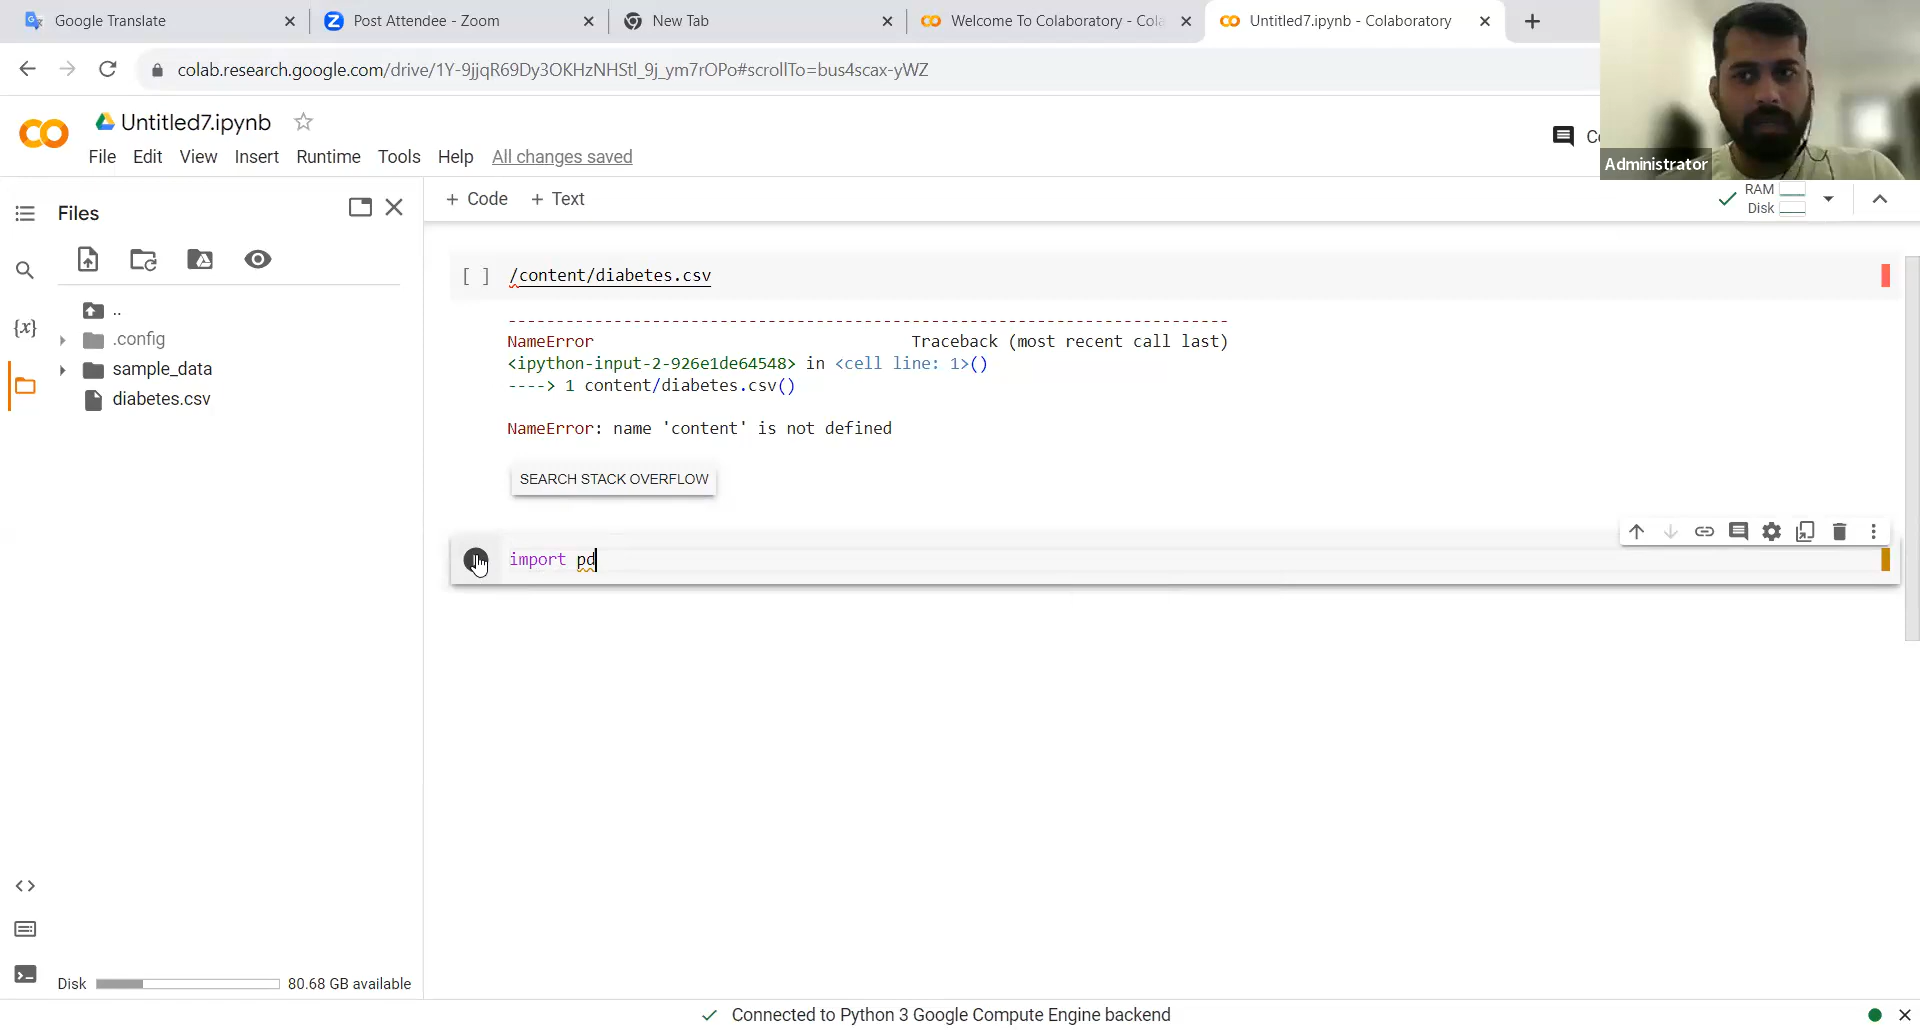 Google Translate
Post Attendee - Zoom
New Tab
Welcome To Colaboratory - Cola
Untitled7.ipynb - Colaboratory
colab.research.google.com/drive/1Y-9jjqR69Dy3OKHzNHStl_9j_ym7rOPo#scrollTo=bus4scax-yWZ
Untitled7.ipynb
File Edit View Insert Runtime Tools Help All changes saved
Administrator
Files
+ Code + Text
RAM
Disk
..
.config
sample_data
diabetes.csv
{x}
[ ] /content/diabetes.csv
---------------------------------------------------------------------------
NameError Traceback (most recent call last)
<ipython-input-2-926e1de64548> in <cell line: 1>()
----> 1 content/diabetes.csv()
NameError: name 'content' is not defined
SEARCH STACK OVERFLOW
import pd
Disk 80.68 GB available
Connected to Python 3 Google Compute Engine backend